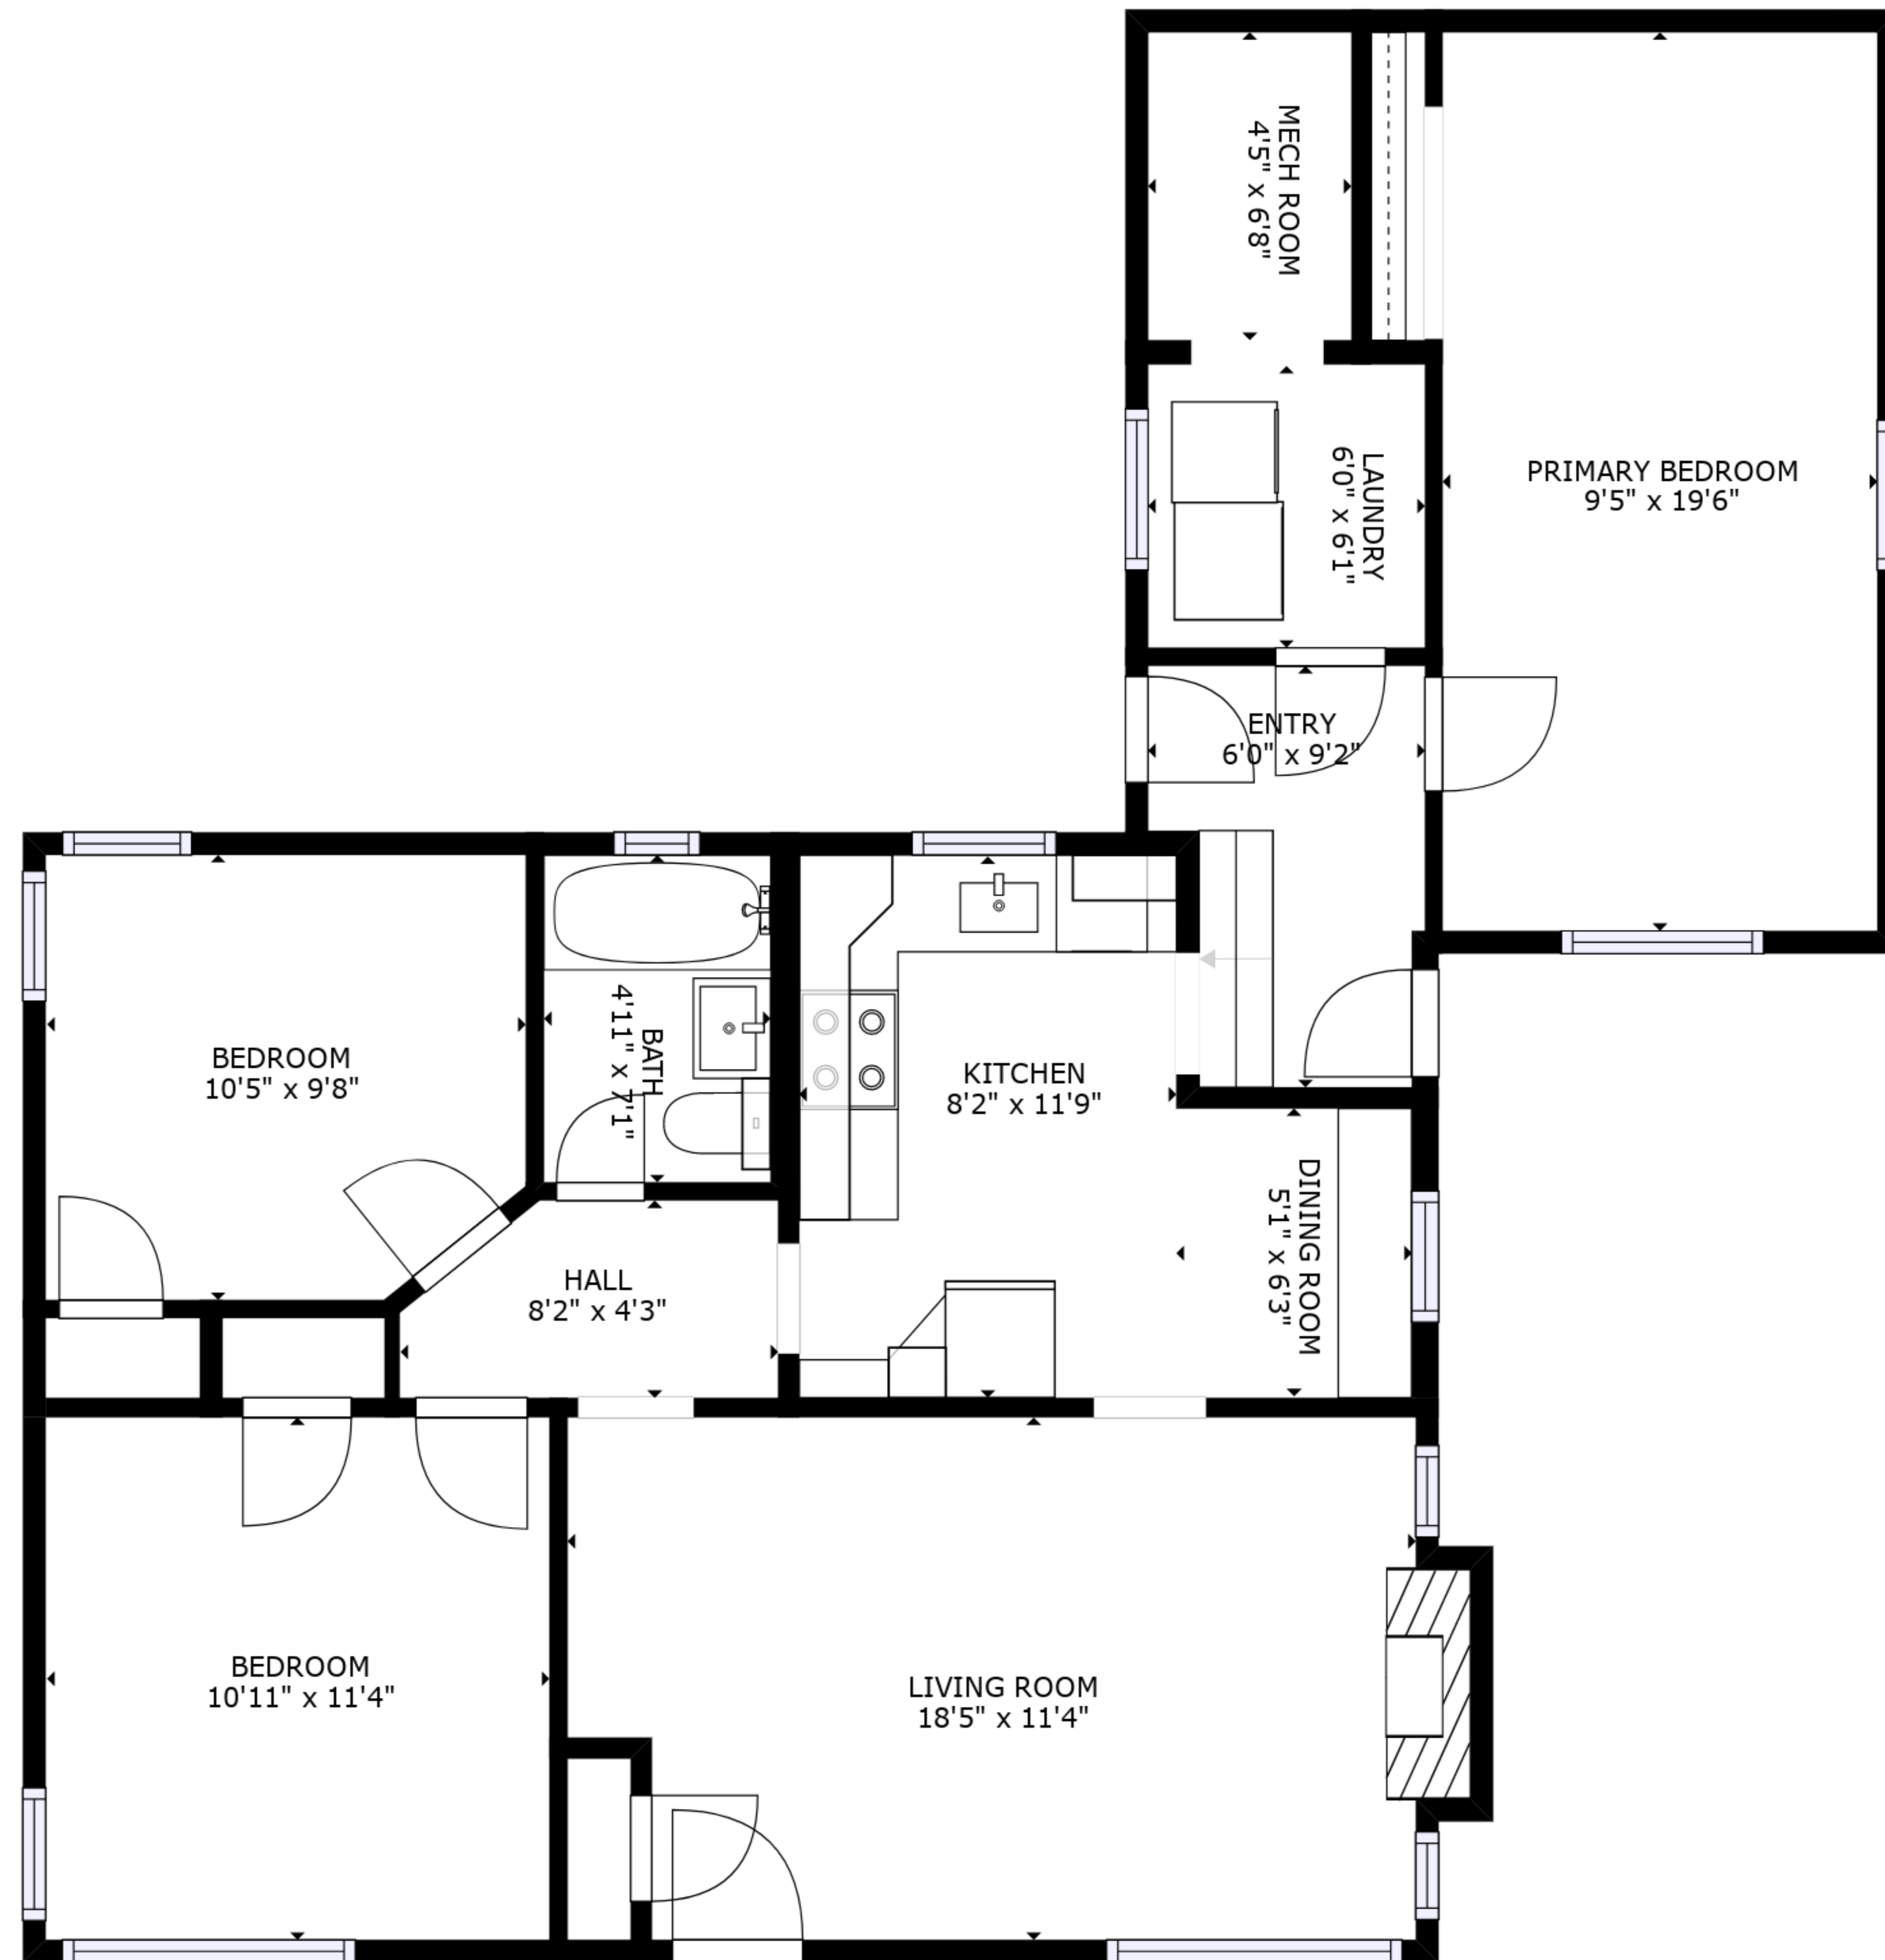 MECH ROOM
4'5" x 6'8"
PRIMARY BEDROOM
9'5" x 19'6"
LAUNDRY
6'0" x 6'1"
ENTRY
6'0" x 9'2"
BEDROOM
10'5" x 9'8"
BATH
4'11" x 7'1"
KITCHEN
8'2" x 11'9"
DINING ROOM
5'1" x 6'3"
HALL
8'2" x 4'3"
BEDROOM
10'11" x 11'4"
LIVING ROOM
18'5" x 11'4"